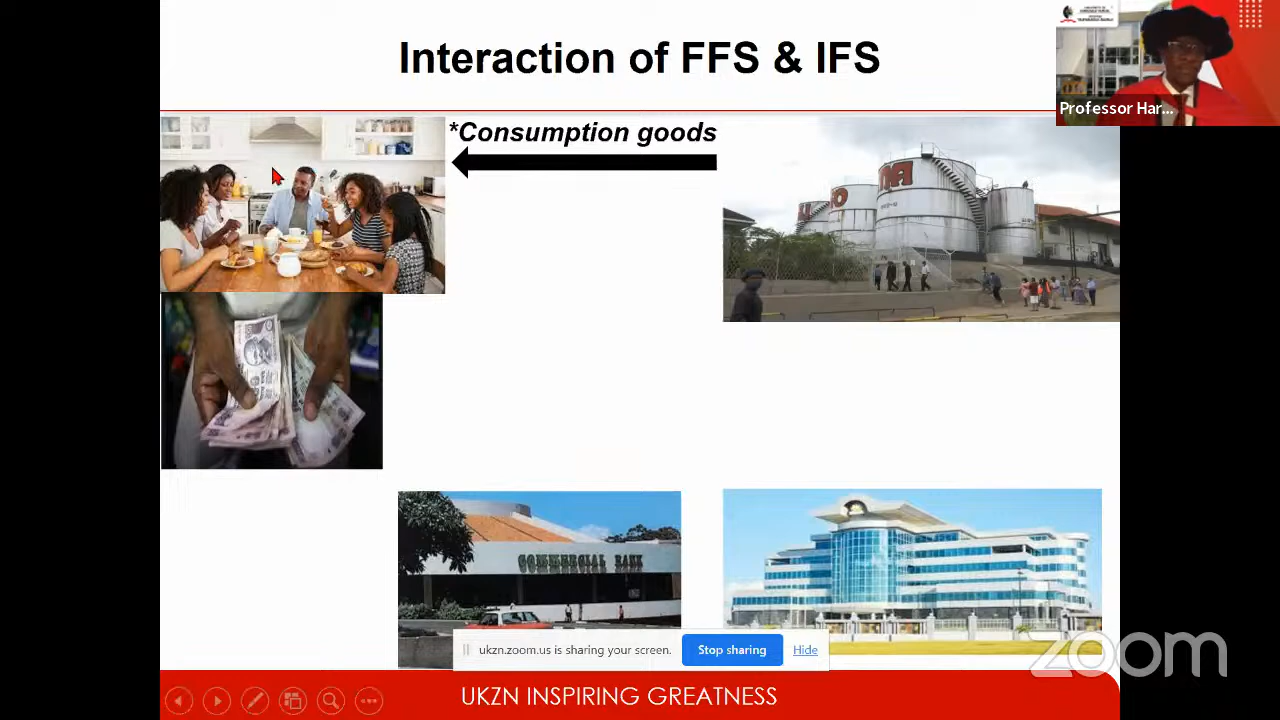 Interaction of FFS & IFS
Professor Har...
*Consumption goods
COMMERCIAL BANK
ukzn.zoom.us is sharing your screen.
Stop sharing
Hide
zoom
UKZN INSPIRING GREATNESS